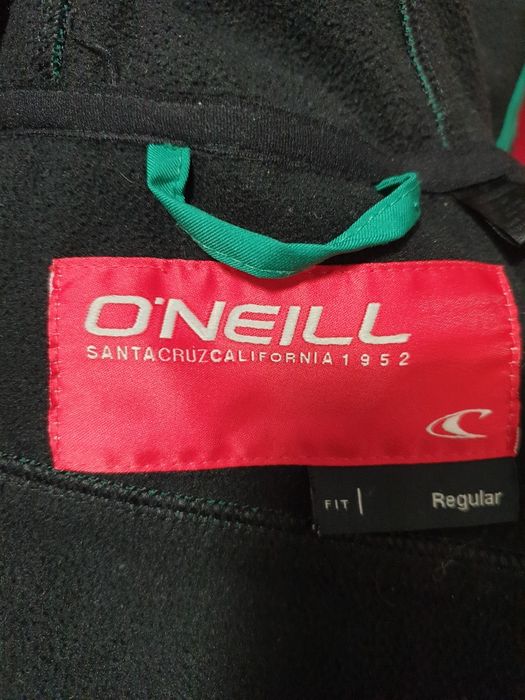 O'NEILL
SANTACRUZCALIFORNIA 1952
FIT | Regular